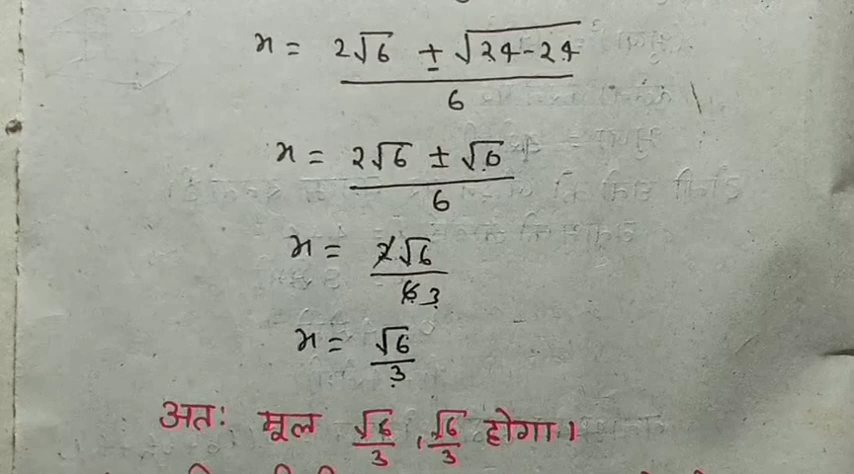 x = (2√6 ± √(24-24))/6
x = (2√6 ± √0)/6
x = 2√6/6 3
x = √6/3
अतः मूल √6/3 , √6/3 होगा।